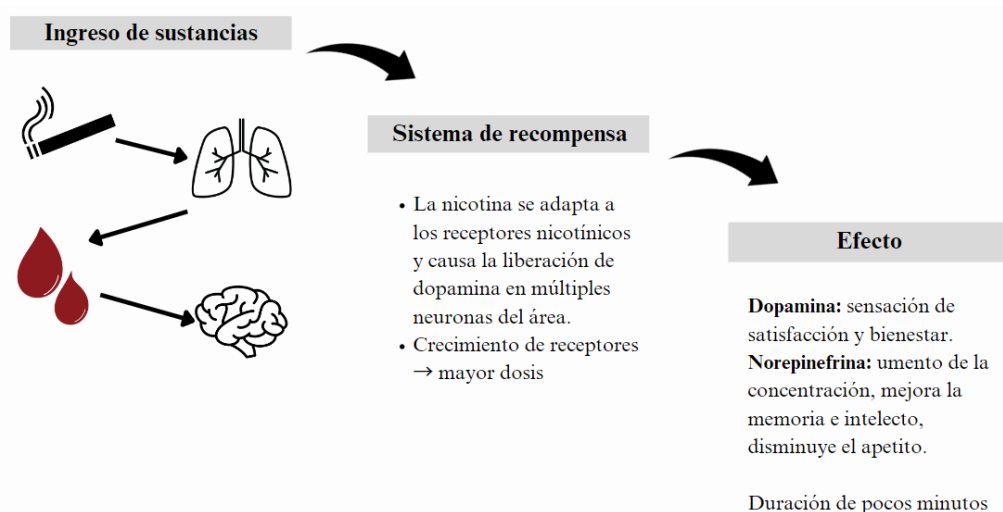 Ingreso de sustancias
Sistema de recompensa
• La nicotina se adapta a
los receptores nicotínicos
y causa la liberación de
dopamina en múltiples
neuronas del área.
• Crecimiento de receptores
→ mayor dosis
Efecto
Dopamina: sensación de
satisfacción y bienestar.
Norepinefrina: umento de la
concentración, mejora la
memoria e intelecto,
disminuye el apetito.
Duración de pocos minutos